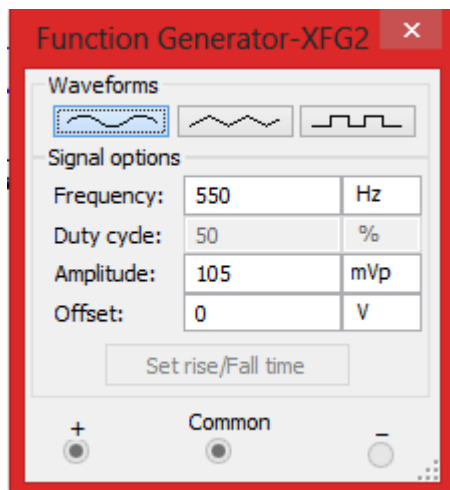 Function Generator-XFG2 ×
Waveforms
Signal options
Frequency: 550 Hz
Duty cycle: 50 %
Amplitude: 105 mVp
Offset: 0 V
Set rise/Fall time
+ Common −